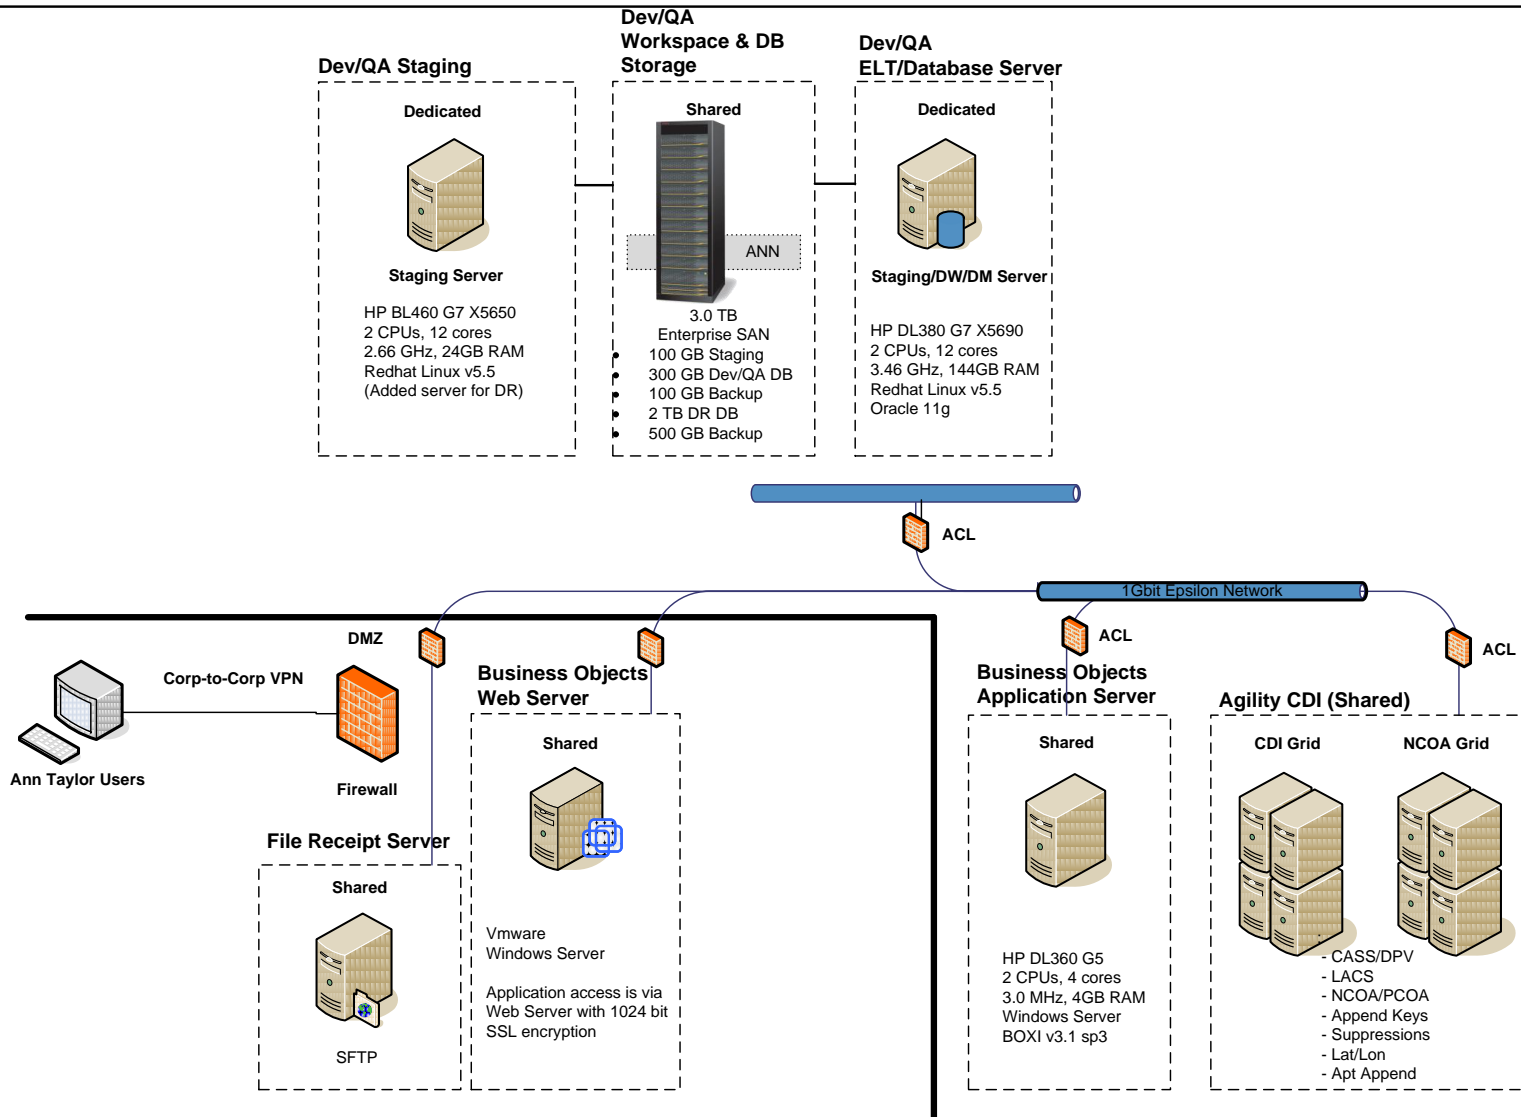 Dev/QA Staging
Dedicated
Staging Server
HP BL460 G7 X5650
2 CPUs, 12 cores
2.66 GHz, 24GB RAM
Redhat Linux v5.5
(Added server for DR)
Dev/QA
Workspace & DB
Storage
Shared
ANN
3.0 TB
Enterprise SAN
• 100 GB Staging
• 300 GB Dev/QA DB
• 100 GB Backup
• 2 TB DR DB
• 500 GB Backup
Dev/QA
ELT/Database Server
Dedicated
Staging/DW/DM Server
HP DL380 G7 X5690
2 CPUs, 12 cores
3.46 GHz, 144GB RAM
Redhat Linux v5.5
Oracle 11g
ACL
1Gbit Epsilon Network
DMZ
ACL
ACL
Corp-to-Corp VPN
Ann Taylor Users
Firewall
File Receipt Server
Shared
SFTP
Business Objects
Web Server
Shared
Vmware
Windows Server
Application access is via
Web Server with 1024 bit
SSL encryption
Business Objects
Application Server
Shared
HP DL360 G5
2 CPUs, 4 cores
3.0 MHz, 4GB RAM
Windows Server
BOXI v3.1 sp3
Agility CDI (Shared)
CDI Grid
NCOA Grid
:
- CASS/DPV
- LACS
- NCOA/PCOA
- Append Keys
- Suppressions
- Lat/Lon
- Apt Append